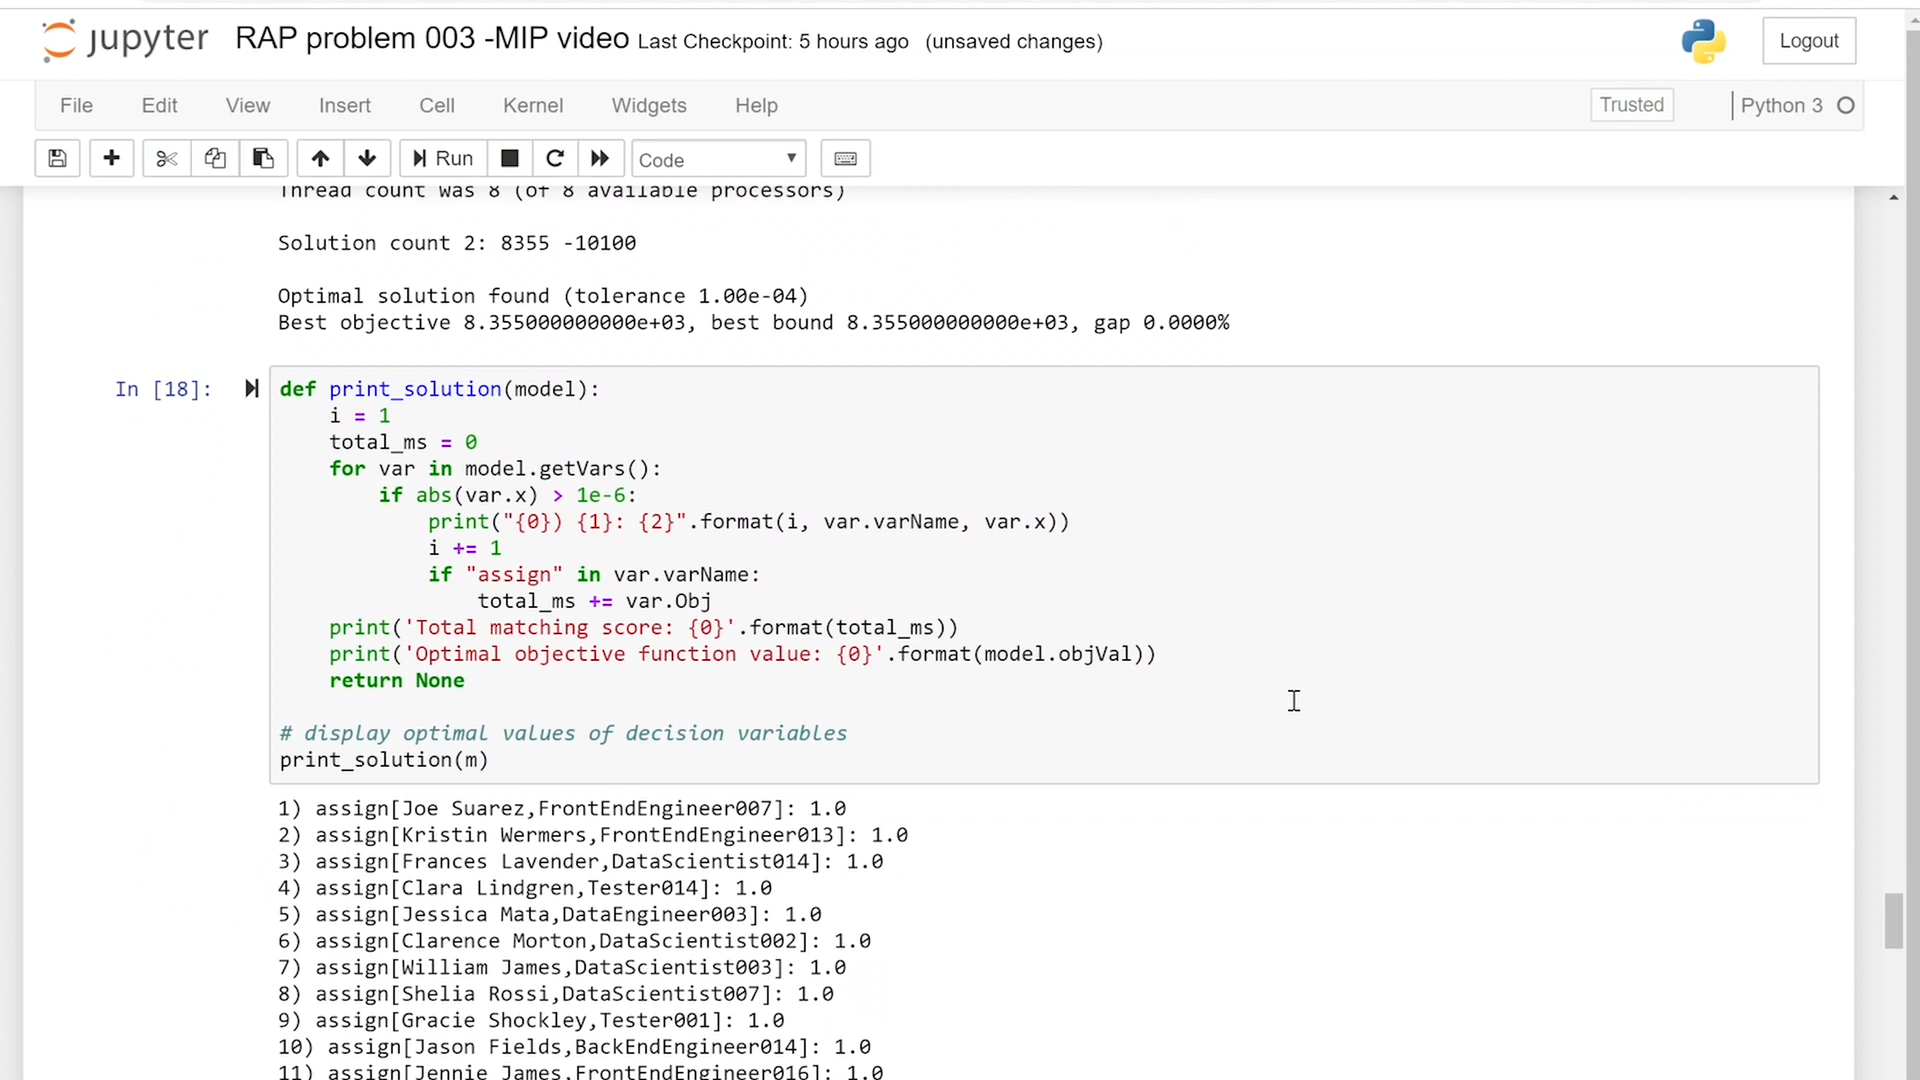 jupyter RAP problem 003 -MIP video Last Checkpoint: 5 hours ago (unsaved changes) Logout
File Edit View Insert Cell Kernel Widgets Help Trusted Python 3
Run Code
Thread count was 8 (of 8 available processors)
Solution count 2: 8355 -10100
Optimal solution found (tolerance 1.00e-04)
Best objective 8.355000000000e+03, best bound 8.355000000000e+03, gap 0.0000%
In [18]: def print_solution(model):
    i = 1
    total_ms = 0
    for var in model.getVars():
        if abs(var.x) > 1e-6:
            print("{0}) {1}: {2}".format(i, var.varName, var.x))
            i += 1
            if "assign" in var.varName:
                total_ms += var.Obj
    print('Total matching score: {0}'.format(total_ms))
    print('Optimal objective function value: {0}'.format(model.objVal))
    return None
# display optimal values of decision variables
print_solution(m)
1) assign[Joe Suarez,FrontEndEngineer007]: 1.0
2) assign[Kristin Wermers,FrontEndEngineer013]: 1.0
3) assign[Frances Lavender,DataScientist014]: 1.0
4) assign[Clara Lindgren,Tester014]: 1.0
5) assign[Jessica Mata,DataEngineer003]: 1.0
6) assign[Clarence Morton,DataScientist002]: 1.0
7) assign[William James,DataScientist003]: 1.0
8) assign[Shelia Rossi,DataScientist007]: 1.0
9) assign[Gracie Shockley,Tester001]: 1.0
10) assign[Jason Fields,BackEndEngineer014]: 1.0
11) assign[Jennie James,FrontEndEngineer016]: 1.0